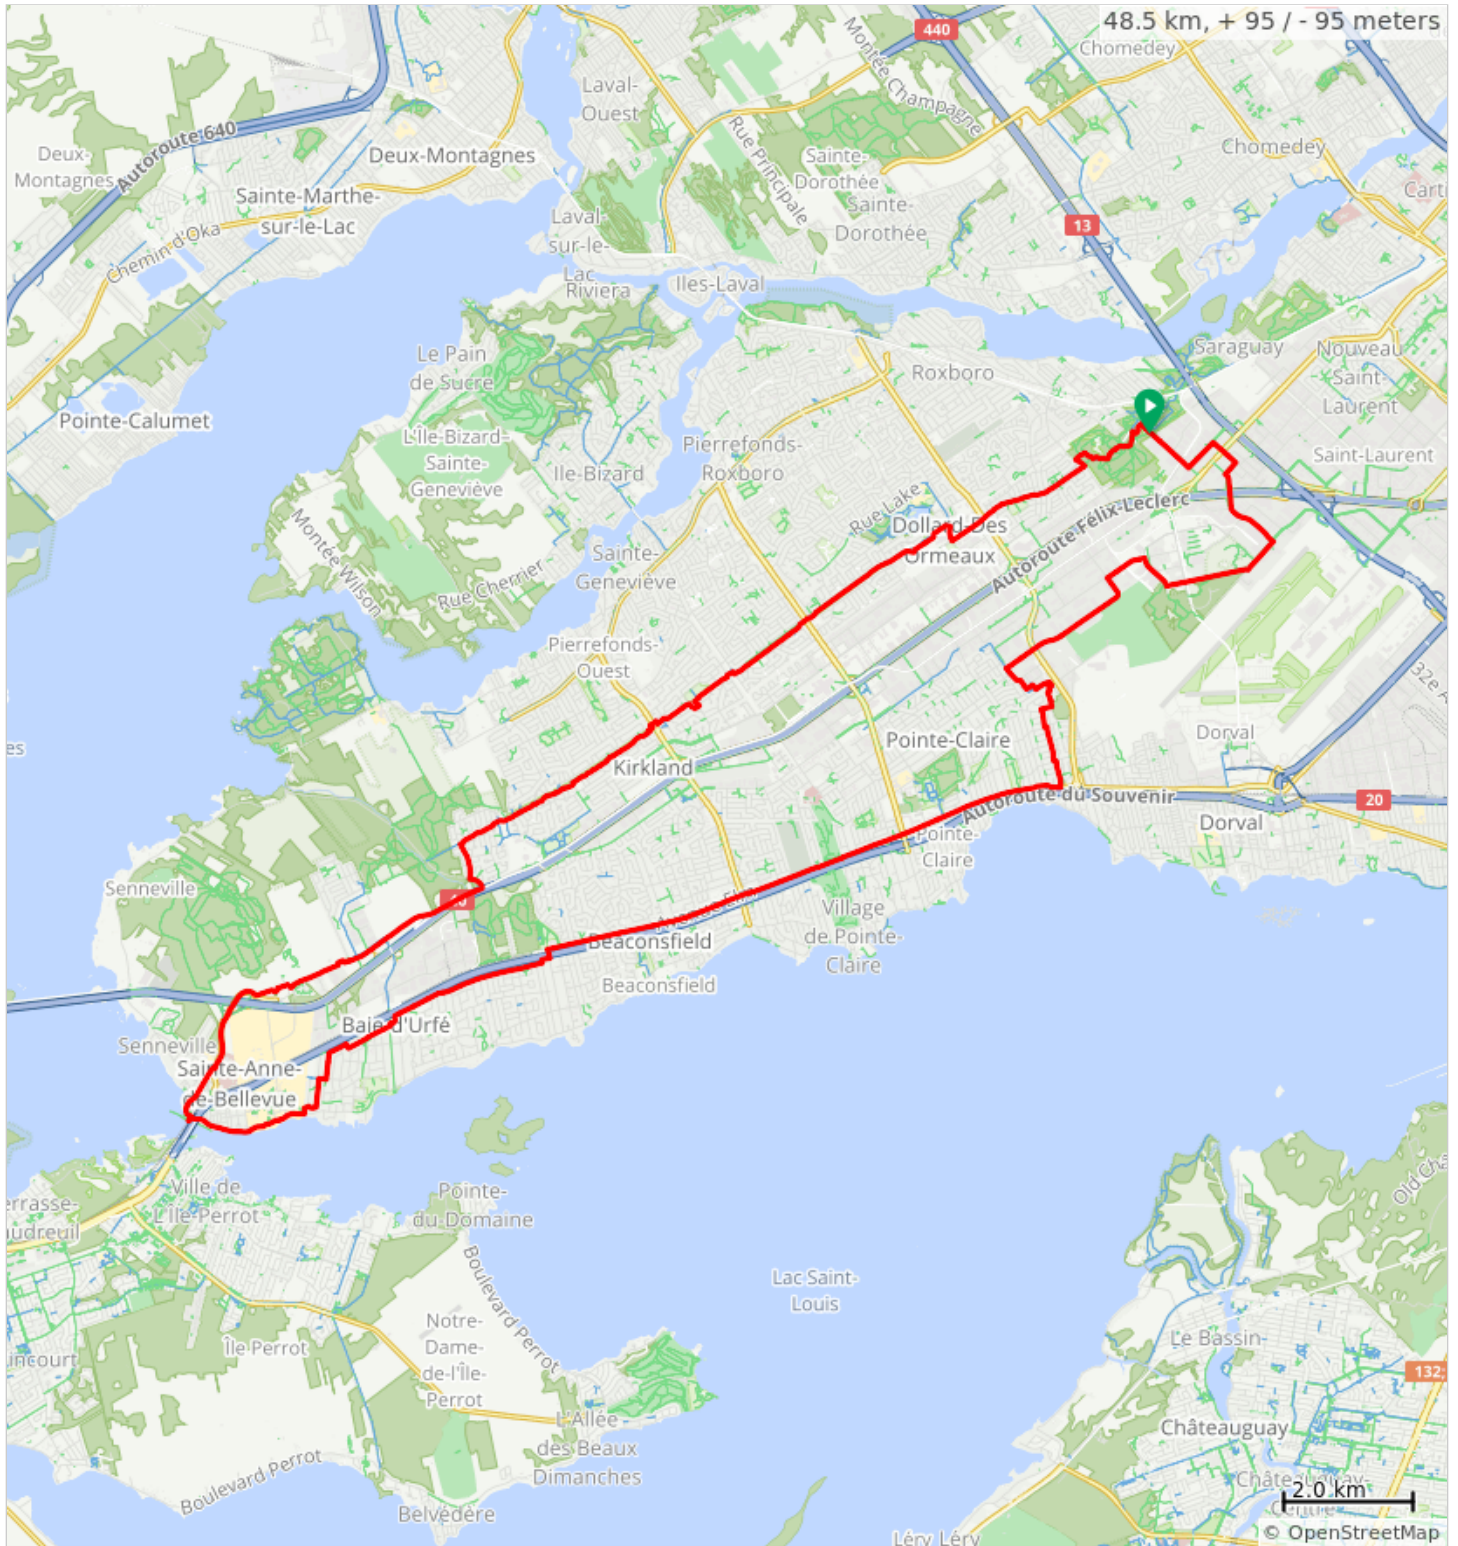 48.5 km, + 95 / - 95 meters
440
Chomedey
Montée Champagne
Laval-
Ouest
Autoroute 640
Deux-
Montagnes
Deux-Montagnes
Rue Principale
Sainte-
Dorothée
Chomedey
Sainte-Marthe-
sur-le-Lac
Sainte-
Dorothée
Laval-
sur-le-
Lac
13
Chemin d'Oka
Riviera
Iles-Laval
Saraguay
Nouveau
Saint-
Laurent
Le Pain
de Sucre
Roxboro
Pointe-Calumet
L'Île-Bizard-
Sainte-
Geneviève
Ile-Bizard
Pierrefonds-
Roxboro
Saint-Laurent
Rue Lake
Dollard-Des
Ormeaux
Autoroute Félix-Leclerc
Montée Wilson
Rue Cherrier
Sainte-
Geneviève
Pierrefonds-
Ouest
32e A
Dorval
Pointe-Claire
Kirkland
Autoroute du Souvenir
20
Dorval
Pointe-
Claire
Senneville
Village
de Pointe-
Claire
Beaconsfield
Beaconsfield
Baie-d'Urfé
Senneville
Sainte-Anne-
de-Bellevue
Ville de
L'Île-Perrot
Pointe-
du-Domaine
Boulevard Perrot
Lac Saint-
Louis
Île Perrot
Notre-
Dame-
de-l'Île-
Perrot
Le Bassin
132;
L'Allée
des Beaux
Dimanches
Châteauguay
Boulevard Perrot
Belvédère
2.0 km
Léry Léry
© OpenStreetMap